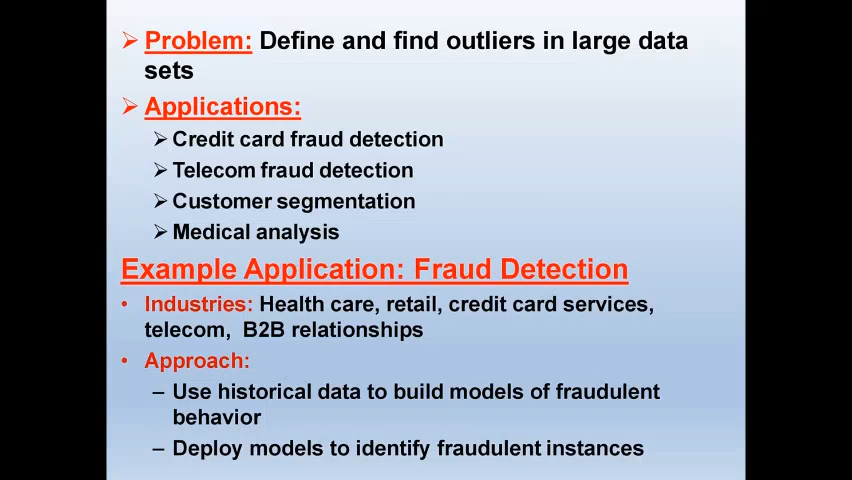 Problem: Define and find outliers in large data
sets
Applications:
Credit card fraud detection
Telecom fraud detection
Customer segmentation
Medical analysis
Example Application: Fraud Detection
• Industries: Health care, retail, credit card services,
telecom, B2B relationships
• Approach:
– Use historical data to build models of fraudulent
behavior
– Deploy models to identify fraudulent instances